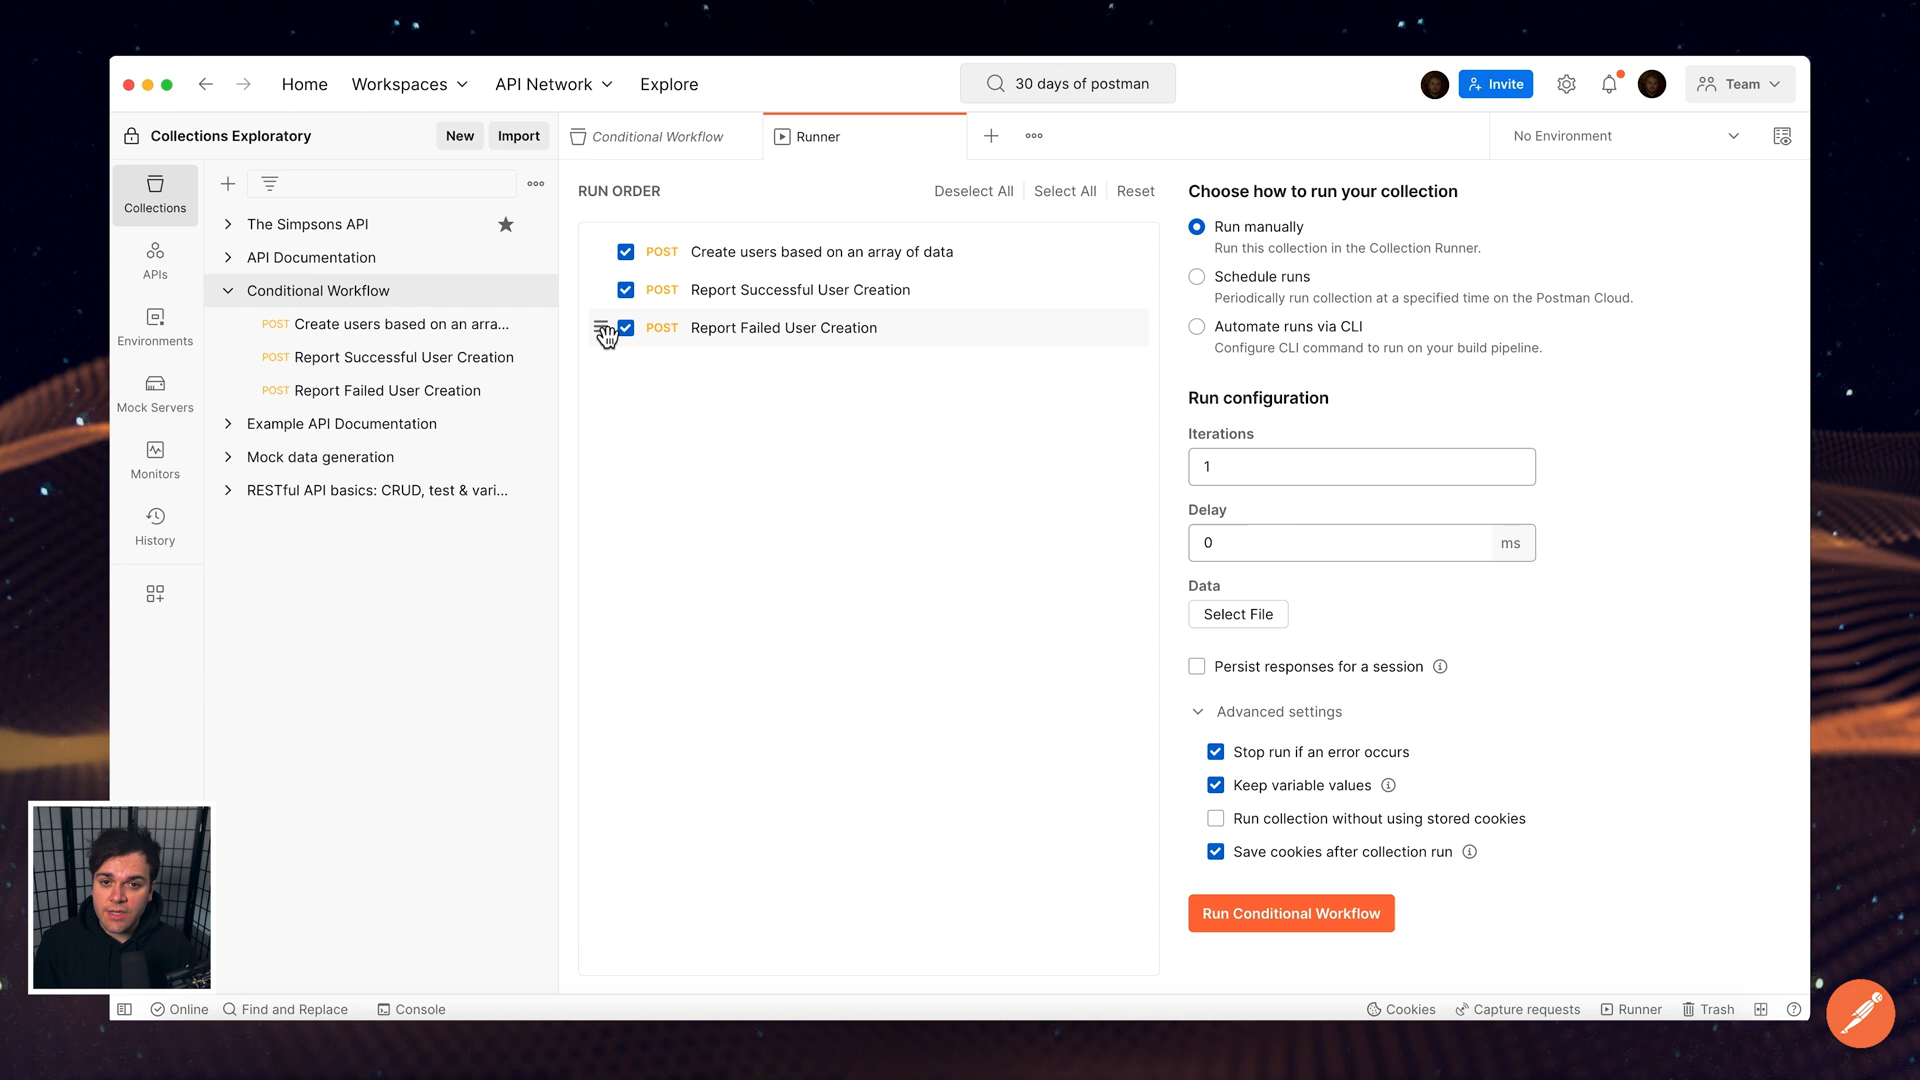 Home
Workspaces
API Network
Explore
30 days of postman
Invite
Team
Collections Exploratory
New
Import
Conditional Workflow
Runner
No Environment
Collections
APIs
Environments
Mock Servers
Monitors
History
The Simpsons API
API Documentation
Conditional Workflow
POST Create users based on an arra...
POST Report Successful User Creation
POST Report Failed User Creation
Example API Documentation
Mock data generation
RESTful API basics: CRUD, test & vari...
RUN ORDER
Deselect All
Select All
Reset
POST Create users based on an array of data
POST Report Successful User Creation
POST Report Failed User Creation
Choose how to run your collection
Run manually
Run this collection in the Collection Runner.
Schedule runs
Periodically run collection at a specified time on the Postman Cloud.
Automate runs via CLI
Configure CLI command to run on your build pipeline.
Run configuration
Iterations
1
Delay
0 ms
Data
Select File
Persist responses for a session
Advanced settings
Stop run if an error occurs
Keep variable values
Run collection without using stored cookies
Save cookies after collection run
Run Conditional Workflow
Online
Find and Replace
Console
Cookies
Capture requests
Runner
Trash